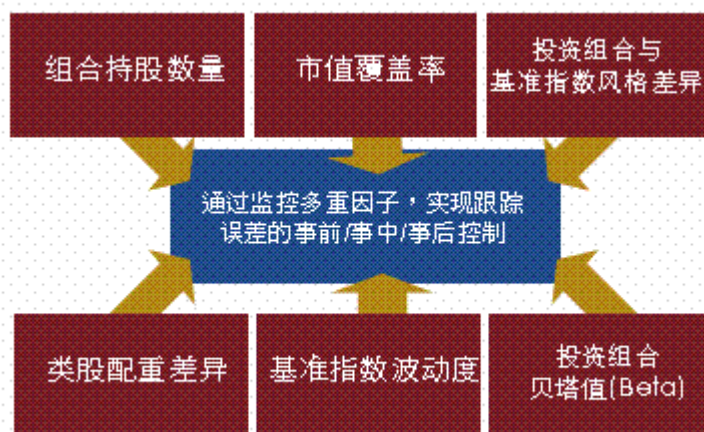 组合持股数量
市值覆盖率
投资组合与
基准指数风格差异
通过监控多重因子，实现跟踪
误差的事前/事中/事后控制
类股配重差异
基准指数波动度
投资组合
贝塔值(Beta)